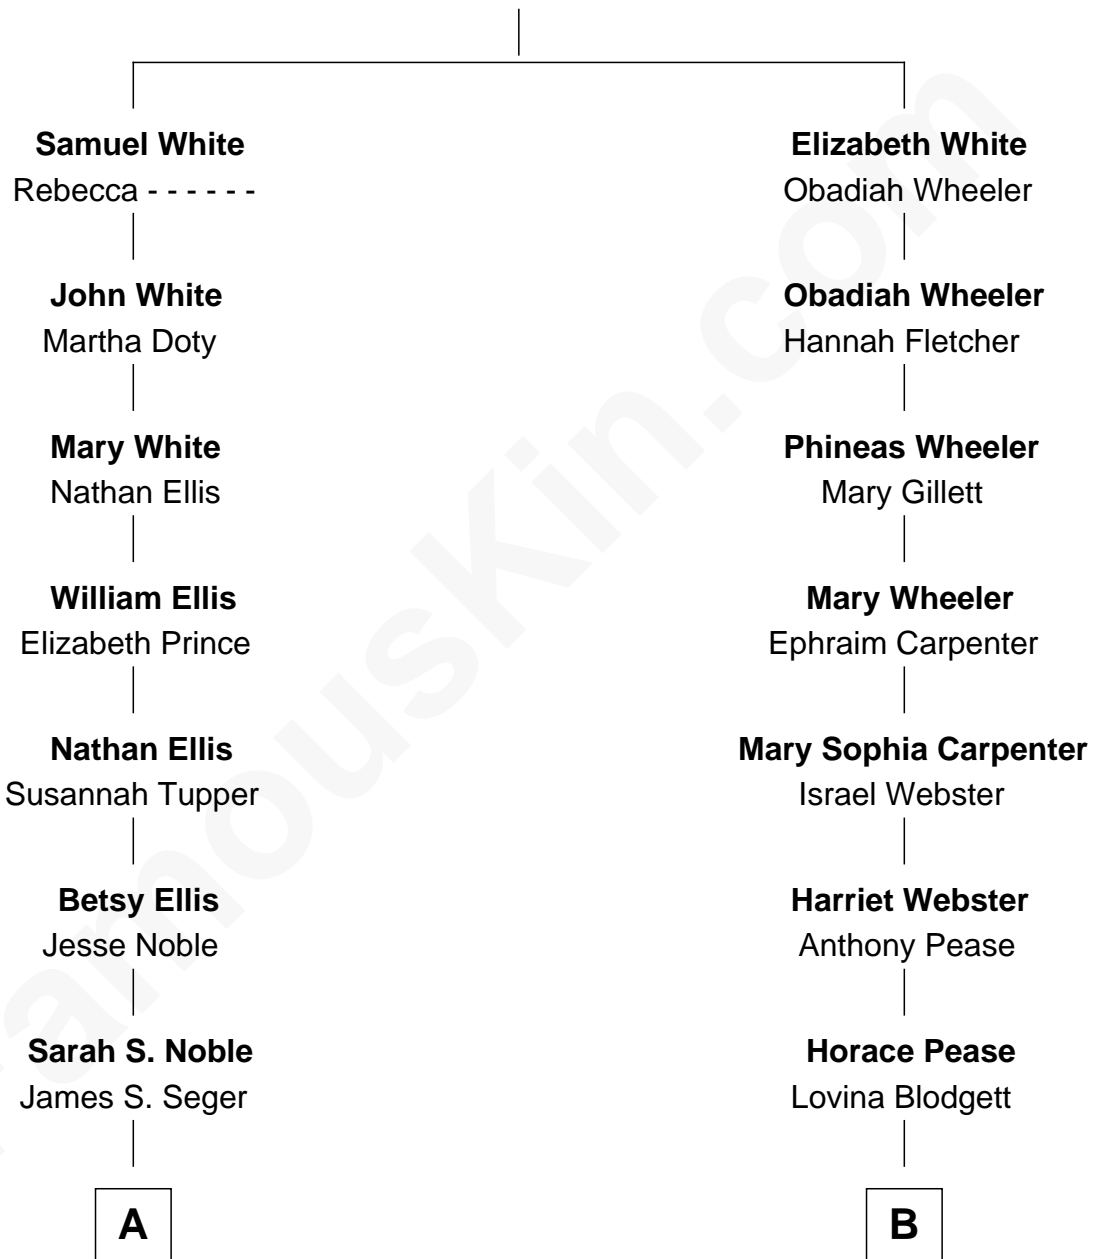 Samuel White
Rebecca - - - - - -
John White
Martha Doty
Mary White
Nathan Ellis
William Ellis
Elizabeth Prince
Nathan Ellis
Susannah Tupper
Betsy Ellis
Jesse Noble
Sarah S. Noble
James S. Seger
A
Elizabeth White
Obadiah Wheeler
Obadiah Wheeler
Hannah Fletcher
Phineas Wheeler
Mary Gillett
Mary Wheeler
Ephraim Carpenter
Mary Sophia Carpenter
Israel Webster
Harriet Webster
Anthony Pease
Horace Pease
Lovina Blodgett
B
famousKin.com